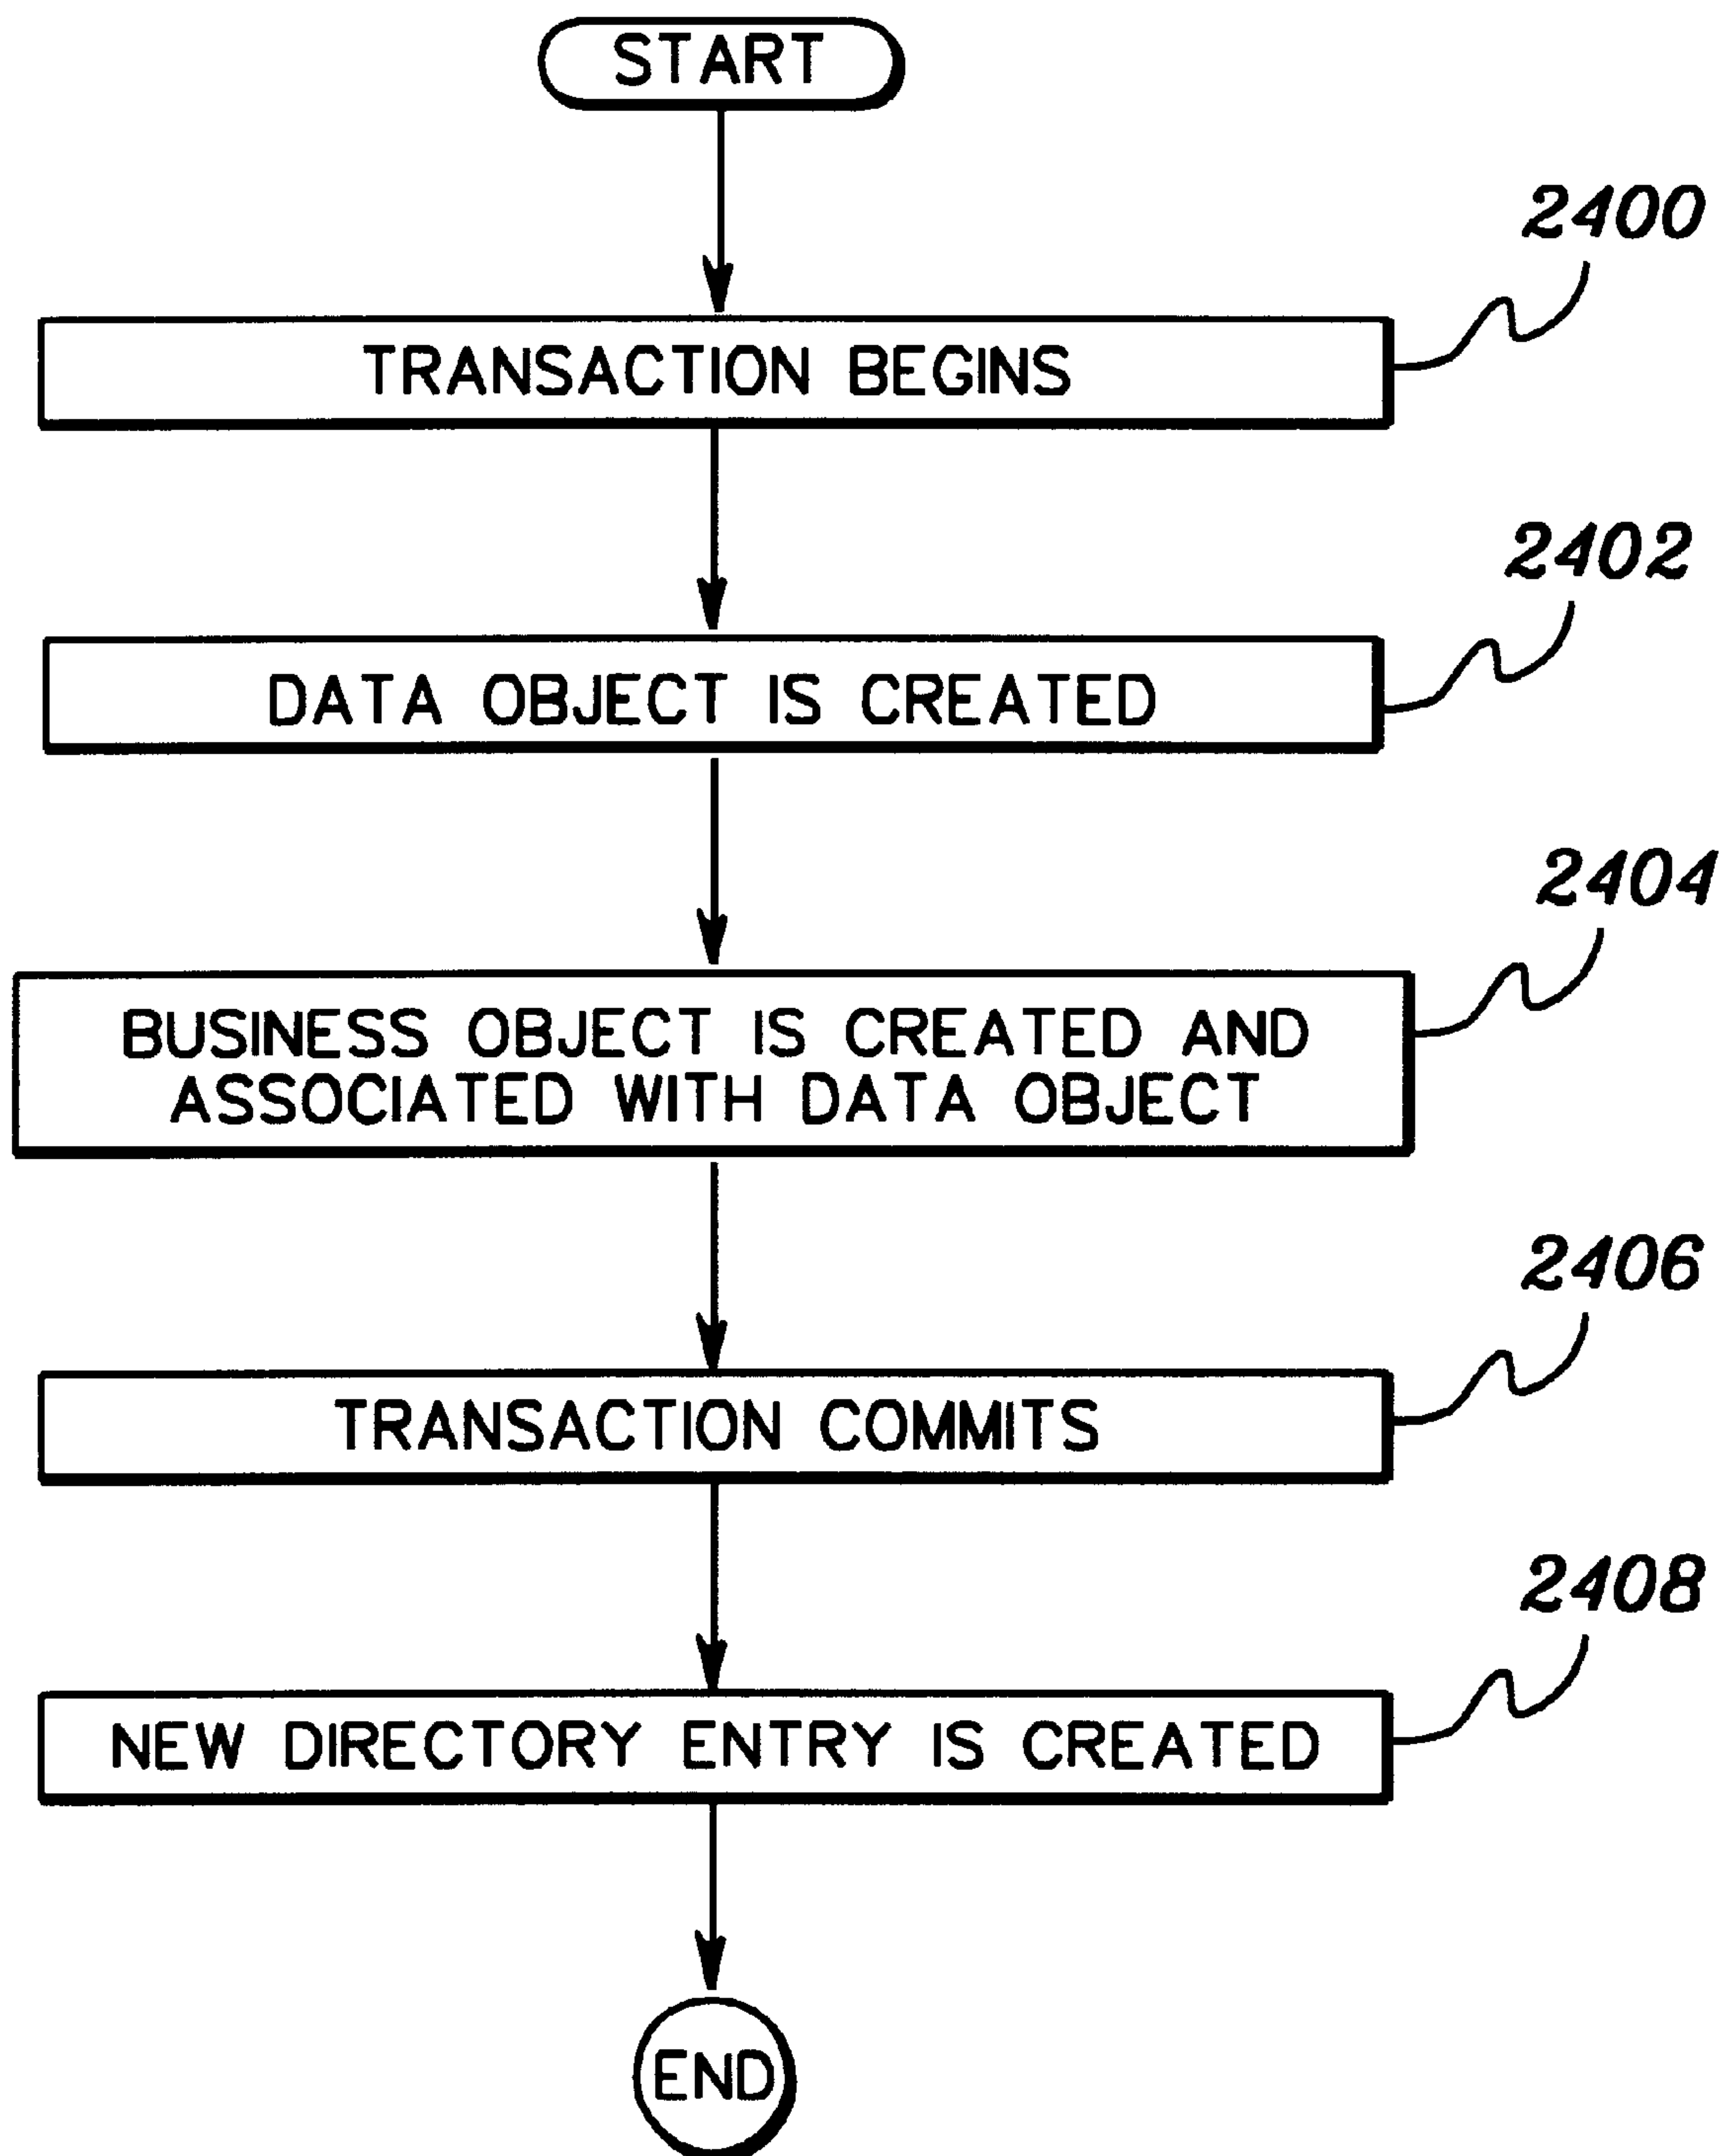 START
2400
TRANSACTION BEGINS
2402
DATA OBJECT IS CREATED
2404
BUSINESS OBJECT IS CREATED AND
ASSOCIATED WITH DATA OBJECT
2406
TRANSACTION COMMITS
2408
NEW DIRECTORY ENTRY IS CREATED
END